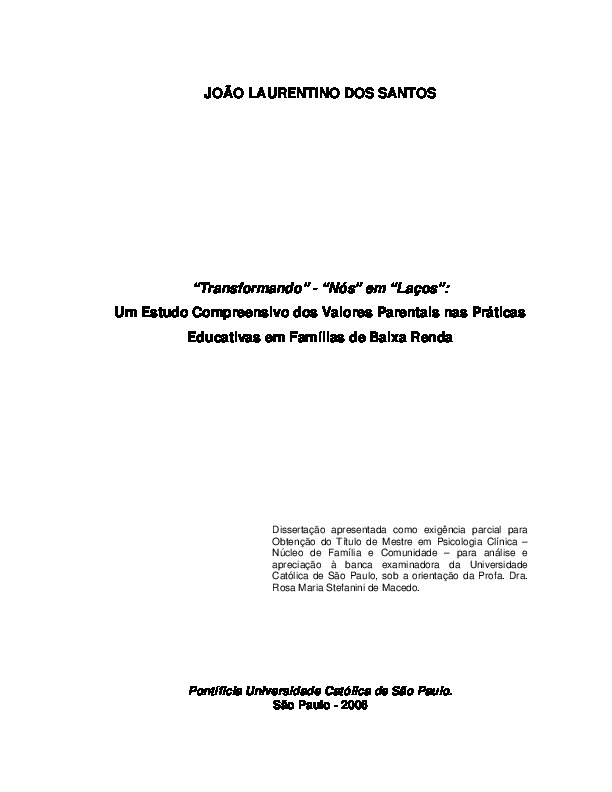 JOÃO LAURENTINO DOS SANTOS
“Transformando” - “Nós” em “Laços”:
Um Estudo Compreensivo dos Valores Parentais nas Práticas
Educativas em Famílias de Baixa Renda
Dissertação apresentada como exigência parcial para
Obtenção do Título de Mestre em Psicologia Clínica –
Núcleo de Família e Comunidade – para análise e
apreciação à banca examinadora da Universidade
Católica de São Paulo, sob a orientação da Profa. Dra.
Rosa Maria Stefanini de Macedo.
Pontifícia Universidade Católica de São Paulo.
São Paulo - 2006